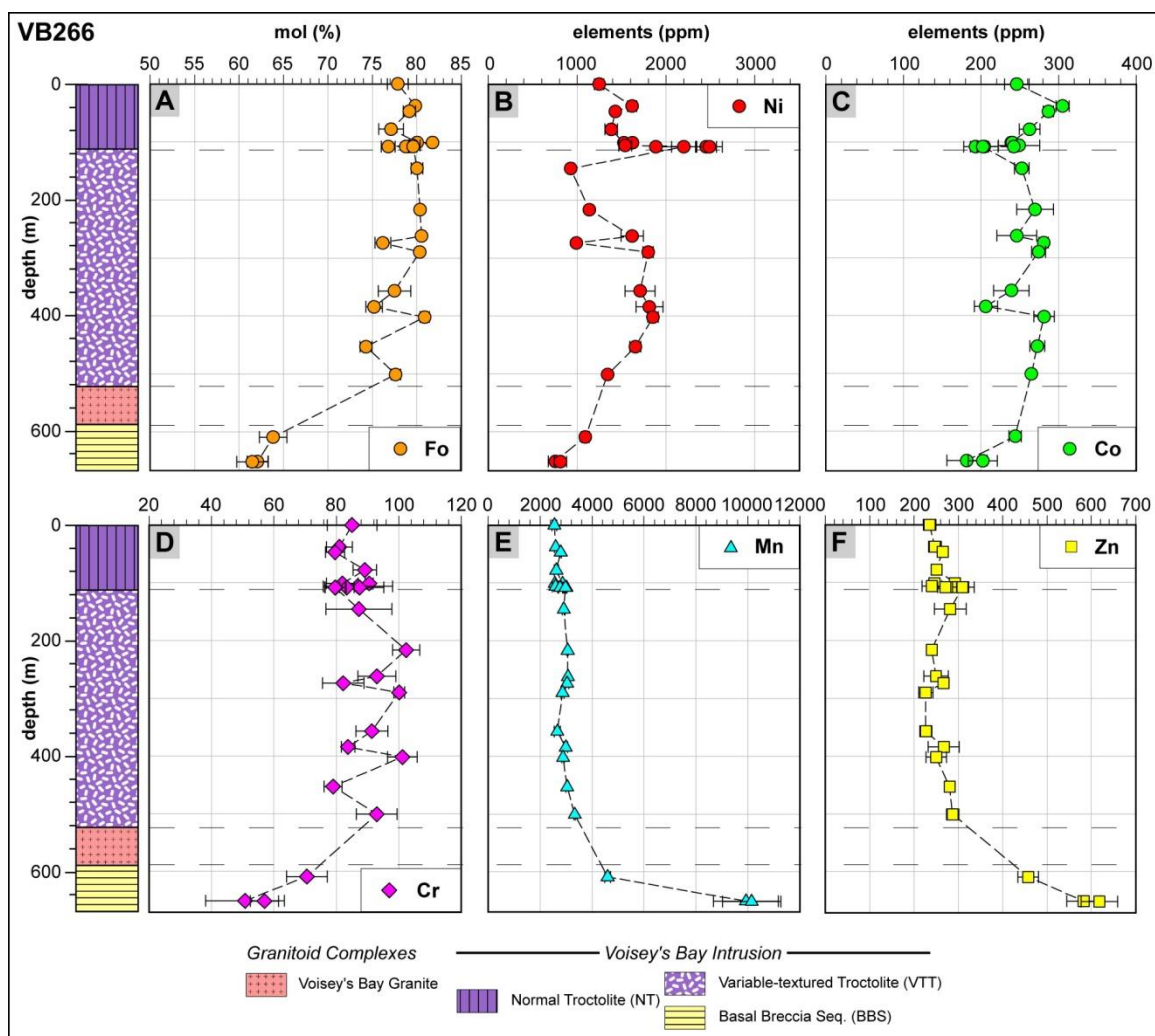 VB266
mol (%)
elements (ppm)
elements (ppm)
50 55 60 65 70 75 80 85
0 1000 2000 3000
0 100 200 300 400
A
B
Ni
C
0
200
400
600
depth (m)
Fo
Co
20 40 60 80 100 120
0 2000 4000 6000 8000 10000 12000
0 100 200 300 400 500 600 700
D
E
Mn
F
Zn
0
200
400
600
depth (m)
Cr
Granitoid Complexes
Voisey's Bay Intrusion
Voisey's Bay Granite
Normal Troctolite (NT)
Variable-textured Troctolite (VTT)
Basal Breccia Seq. (BBS)